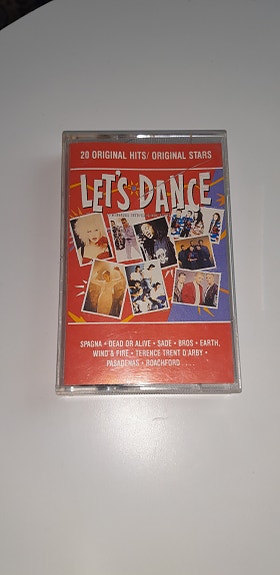 20 ORIGINAL HITS/ ORIGINAL STARS
LET'S DANCE
SPAGNA • DEAD OR ALIVE • SADE • BROS • EARTH,
WIND & FIRE • TERENCE TRENT D'ARBY •
PASADENAS • ROACHFORD .....